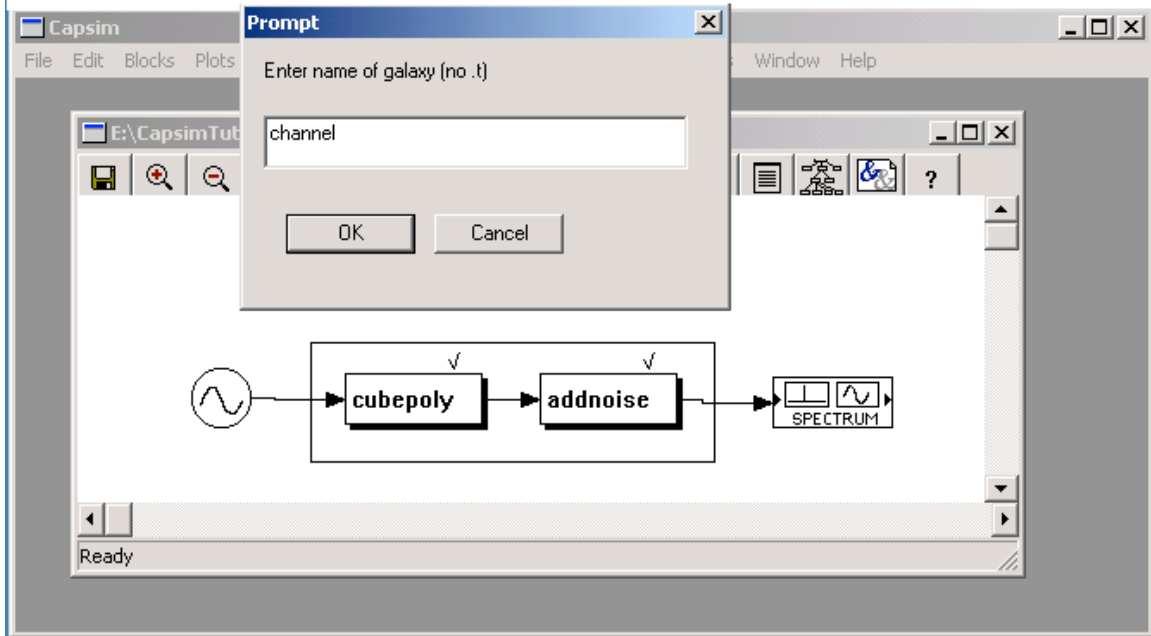 Capsim
Prompt
File Edit Blocks Plots
Window Help
Enter name of galaxy (no .t)
channel
E:\CapsimTut
?
OK Cancel
√ √
cubepoly addnoise
SPECTRUM
Ready